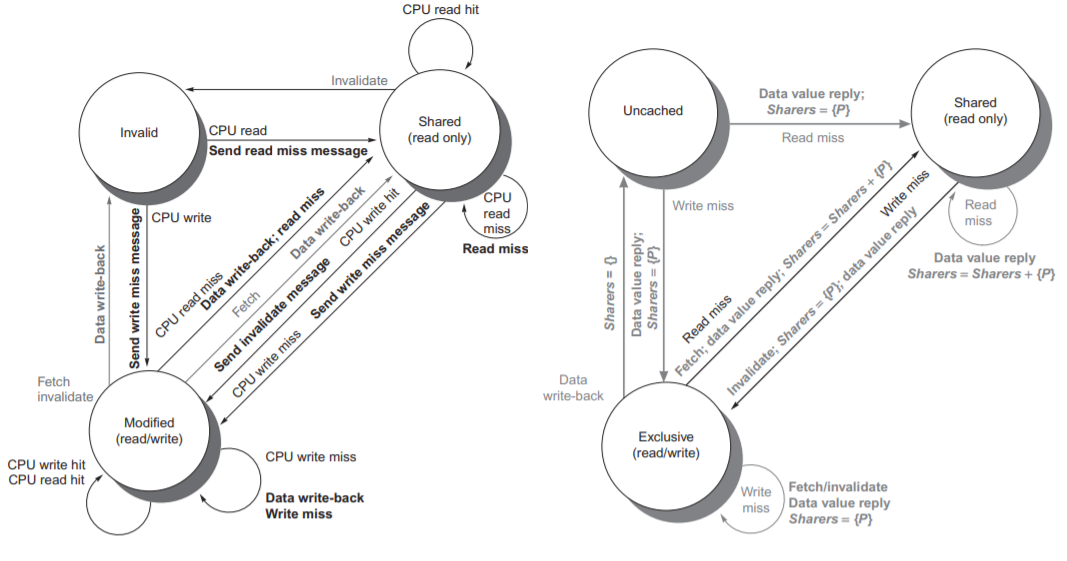 CPU read hit
Invalidate
Invalid
Shared
(read only)
CPU read
Send read miss message
CPU write
CPU
read
miss
Read miss
Data write-back
Send write miss message
CPU read miss
Data write-back; read miss
Fetch
Data write-back
Send invalidate message
CPU write hit
Send write miss message
CPU write miss
Fetch
invalidate
Modified
(read/write)
CPU write hit
CPU read hit
CPU write miss
Data write-back
Write miss
Uncached
Data value reply;
Sharers = {P}
Read miss
Shared
(read only)
Write miss
Sharers = {}
Data value reply;
Sharers = {P}
Read miss
Fetch; data value reply; Sharers = Sharers + {P}
Write miss
Invalidate; Sharers = {P}; data value reply
Read
miss
Data value reply
Sharers = Sharers + {P}
Data
write-back
Exclusive
(read/write)
Write
miss
Fetch/invalidate
Data value reply
Sharers = {P}